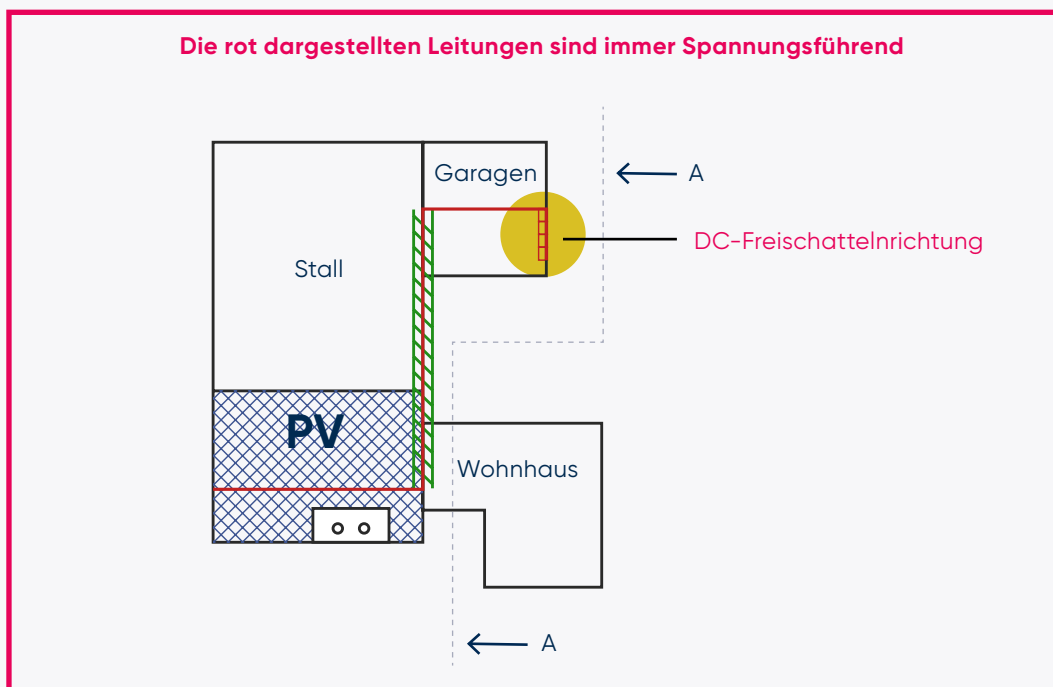 Die rot dargestellten Leitungen sind immer Spannungsführend
Garagen
A
DC-Freischattelnrichtung
Stall
PV
Wohnhaus
A